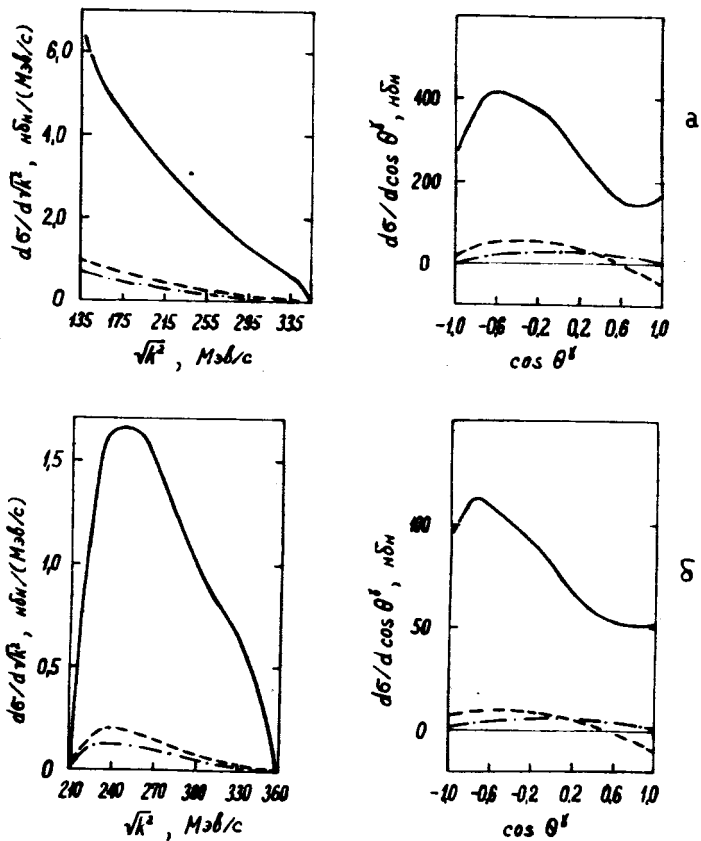 dσ/d√k², нбн/(Мэв/с)
6,0
4,0
2,0
0
135 175 215 255 295 335
√k², Мэв/с
dσ/d cos θ^γ, нбн
400
200
0
-1,0 -0,6 -0,2 0,2 0,6 1,0
cos θ^γ
а
dσ/d√k², нбн/(Мэв/с)
1,5
1,0
0,5
0
210 240 270 300 330 360
√k², Мэв/с
dσ/d cos θ^γ, нбн
100
50
0
-1,0 -0,6 -0,2 0,2 0,6 1,0
cos θ^γ
б